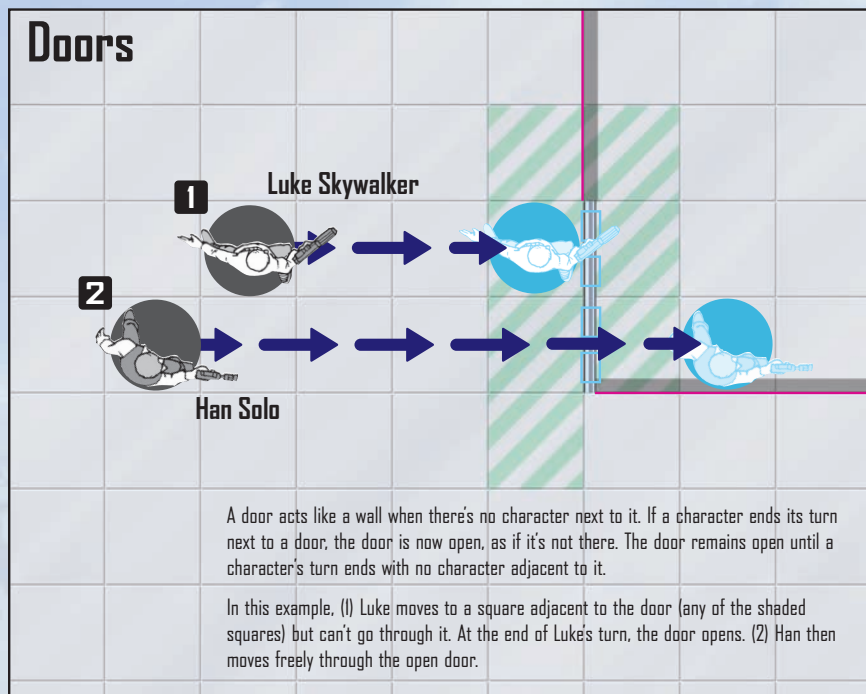 Doors
Luke Skywalker
1
2
Han Solo
A door acts like a wall when there's no character next to it. If a character ends its turn
next to a door, the door is now open, as if it's not there. The door remains open until a
character's turn ends with no character adjacent to it.
In this example, (1) Luke moves to a square adjacent to the door (any of the shaded
squares) but can't go through it. At the end of Luke's turn, the door opens. (2) Han then
moves freely through the open door.